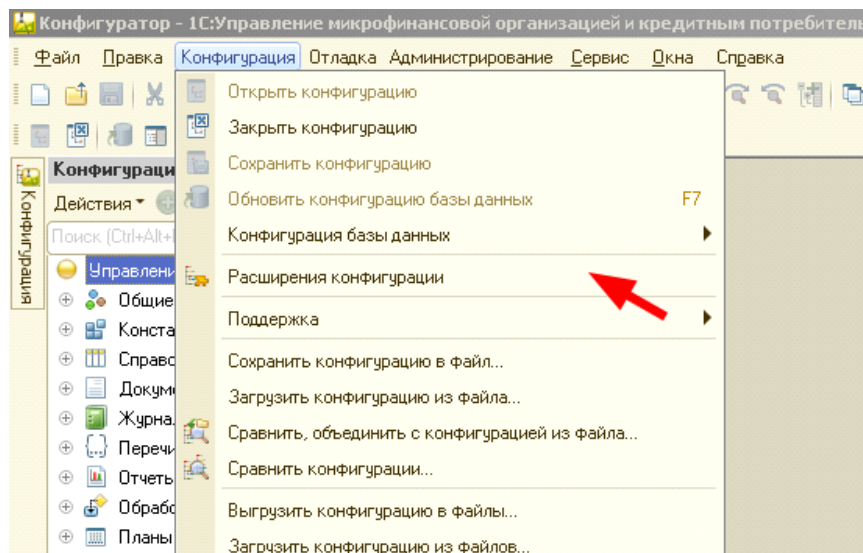 Конфигуратор - 1С:Управление микрофинансовой организацией и кредитным
Файл Правка Конфигурация Отладка Администрирование Сервис Окна Справка
Открыть конфигурацию
Закрыть конфигурацию
Сохранить конфигурацию
Обновить конфигурацию базы данных F7
Конфигурация базы данных
Расширения конфигурации
Поддержка
Сохранить конфигурацию в файл...
Загрузить конфигурацию из файла...
Сравнить, объединить с конфигурацией из файла...
Сравнить конфигурации...
Выгрузить конфигурацию в файлы...
Загрузить конфигурацию из файлов...
Конфигурация
Конфигураци
Действия
Поиск (Ctrl+Alt+
Управлени
Общие
Конста
Справо
Докум
Журна
Переч
Отчеть
Обрабо
Планы